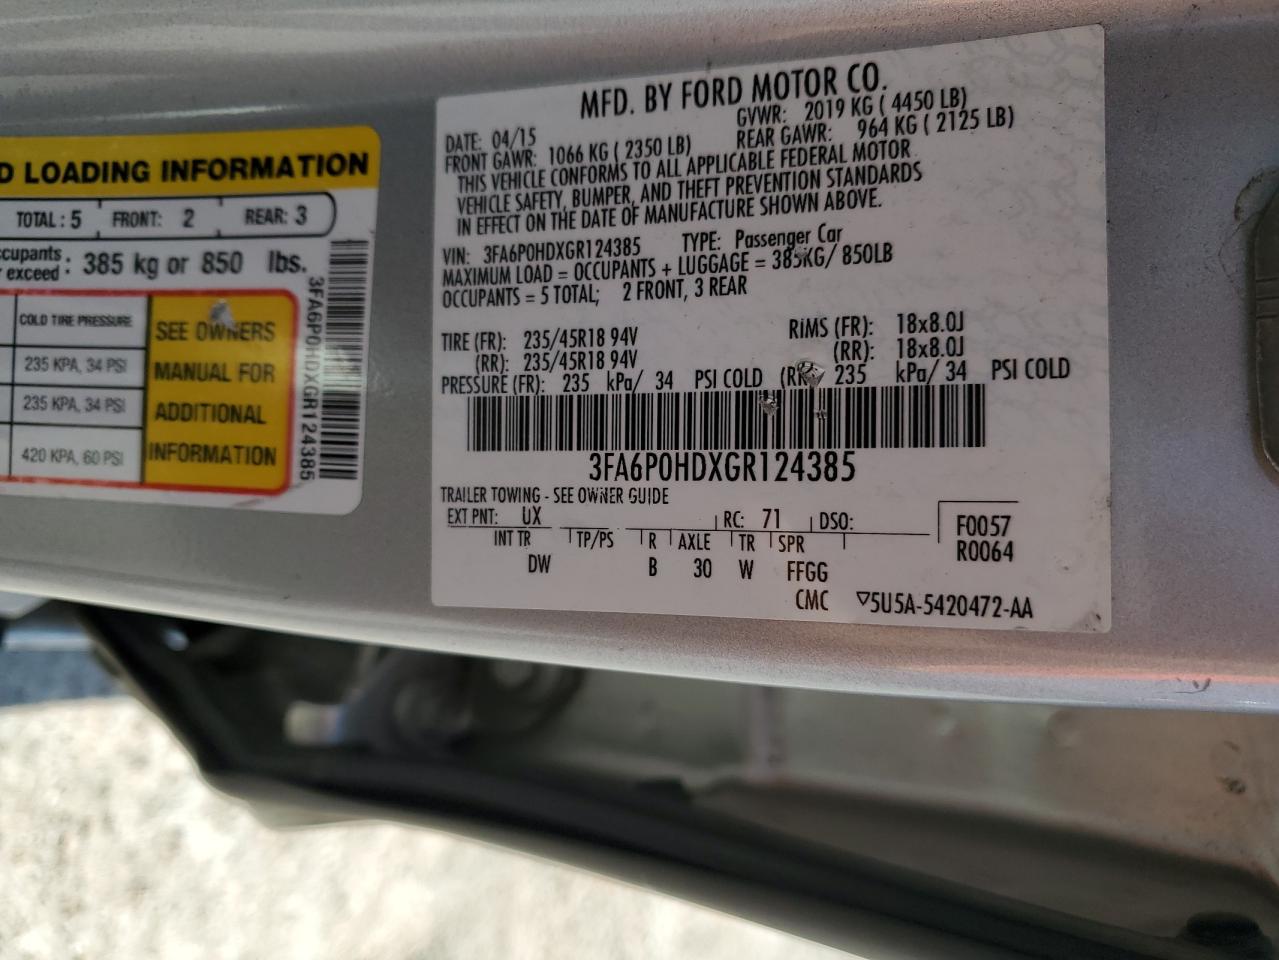 D LOADING INFORMATION
TOTAL: 5 FRONT: 2 REAR: 3
ccupants
r exceed: 385 kg or 850 lbs.
COLD TIRE PRESSURE
235 KPA, 34 PSI
235 KPA, 34 PSI
420 KPA, 60 PSI
SEE OWNERS
MANUAL FOR
ADDITIONAL
INFORMATION
3FA6P0HDXGR124385
MFD. BY FORD MOTOR CO.
DATE: 04/15 GVWR: 2019 KG ( 4450 LB)
FRONT GAWR: 1066 KG ( 2350 LB) REAR GAWR: 964 KG ( 2125 LB)
THIS VEHICLE CONFORMS TO ALL APPLICABLE FEDERAL MOTOR
VEHICLE SAFETY, BUMPER, AND THEFT PREVENTION STANDARDS
IN EFFECT ON THE DATE OF MANUFACTURE SHOWN ABOVE.
VIN: 3FA6P0HDXGR124385 TYPE: Passenger Car
MAXIMUM LOAD = OCCUPANTS + LUGGAGE = 385KG/ 850LB
OCCUPANTS = 5 TOTAL; 2 FRONT, 3 REAR
TIRE (FR): 235/45R18 94V RIMS (FR): 18x8.0J
(RR): 235/45R18 94V (RR): 18x8.0J
PRESSURE (FR): 235 kPa/ 34 PSI COLD (RR): 235 kPa/ 34 PSI COLD
3FA6P0HDXGR124385
TRAILER TOWING - SEE OWNER GUIDE
EXT PNT: UX RC: 71 DSO:
INT TR TP/PS R AXLE TR SPR
DW B 30 W FFGG
CMC
F0057
R0064
▽5U5A-5420472-AA